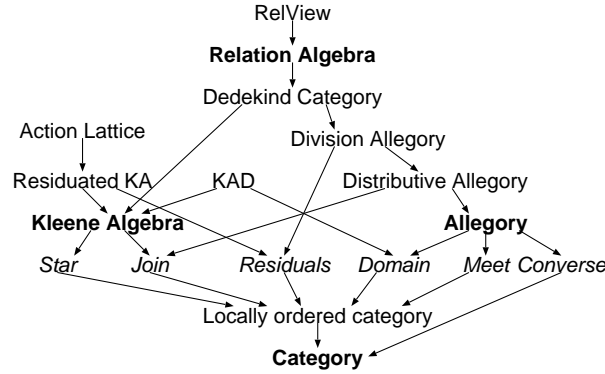 RelView
Relation Algebra
Dedekind Category
Action Lattice
Division Allegory
Residuated KA
KAD
Distributive Allegory
Kleene Algebra
Allegory
Star
Join
Residuals
Domain
Meet
Converse
Locally ordered category
Category